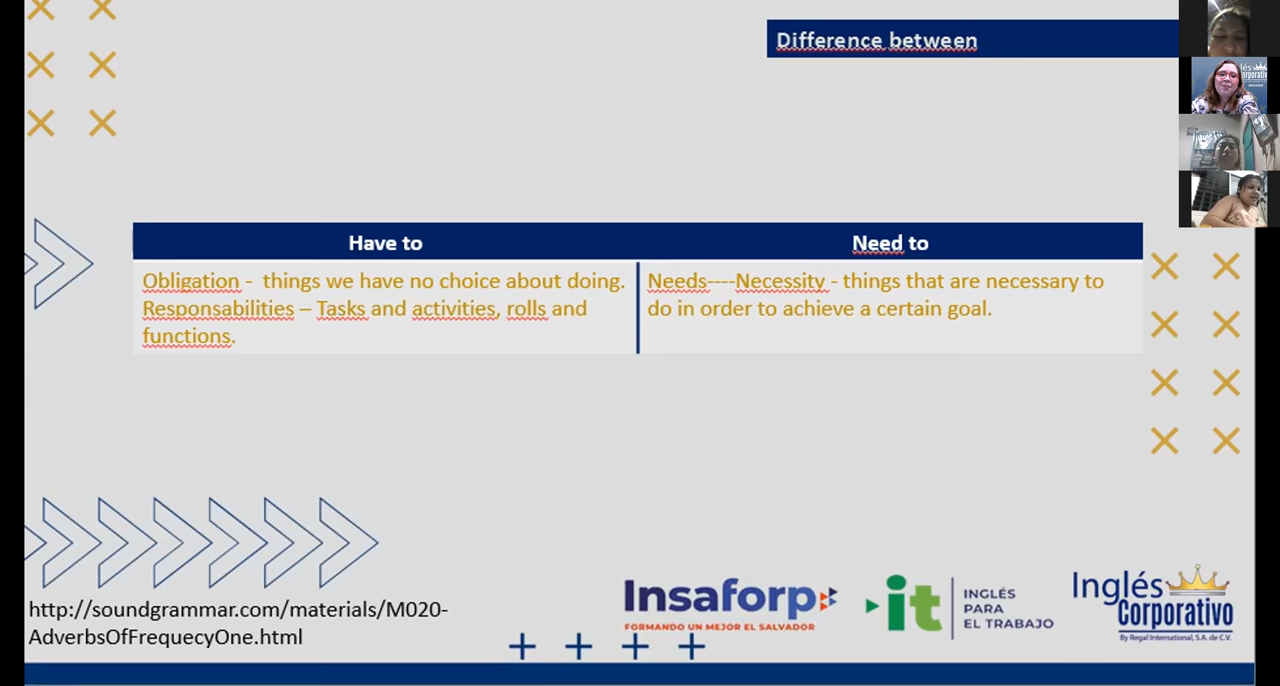 Difference between
Have to
Need to
Obligation - things we have no choice about doing.
Responsabilities – Tasks and activities, rolls and
functions.
Needs----Necessity - things that are necessary to
do in order to achieve a certain goal.
http://soundgrammar.com/materials/M020-
AdverbsOfFrequecyOne.html
Insaforp
FORMANDO UN MEJOR EL SALVADOR
it
INGLÉS
PARA
EL TRABAJO
Inglés
Corporativo
By Regal International, S.A. de C.V.